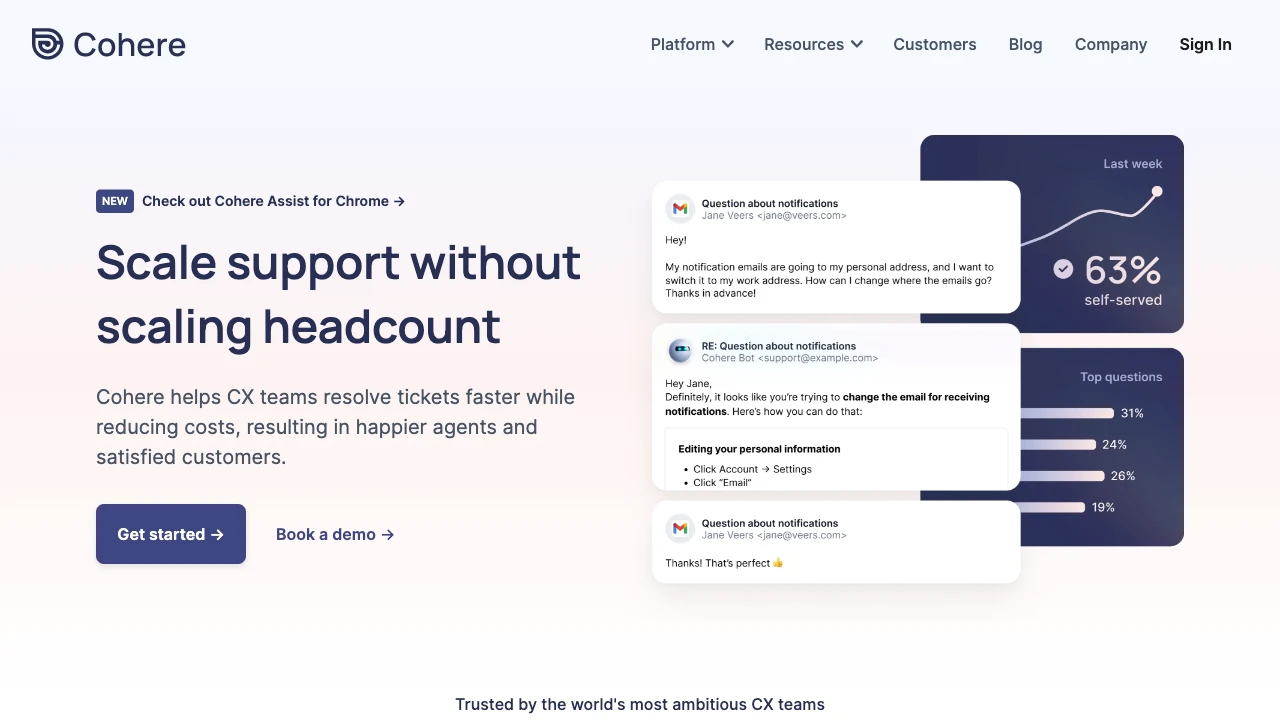 Cohere
Platform
Resources
Customers
Blog
Company
Sign In
NEW Check out Cohere Assist for Chrome →
Scale support without
scaling headcount
Cohere helps CX teams resolve tickets faster while
reducing costs, resulting in happier agents and
satisfied customers.
Get started →
Book a demo →
Question about notifications
Jane Veers <jane@veers.com>
Hey!
My notification emails are going to my personal address, and I want to
switch it to my work address. How can I change where the emails go?
Thanks in advance!
RE: Question about notifications
Cohere Bot <support@example.com>
Hey Jane,
Definitely, it looks like you're trying to change the email for receiving
notifications. Here's how you can do that:
Editing your personal information
• Click Account → Settings
• Click “Email”
Question about notifications
Jane Veers <jane@veers.com>
Thanks! That's perfect 👍
Last week
63%
self-served
Top questions
31%
24%
26%
19%
Trusted by the world's most ambitious CX teams